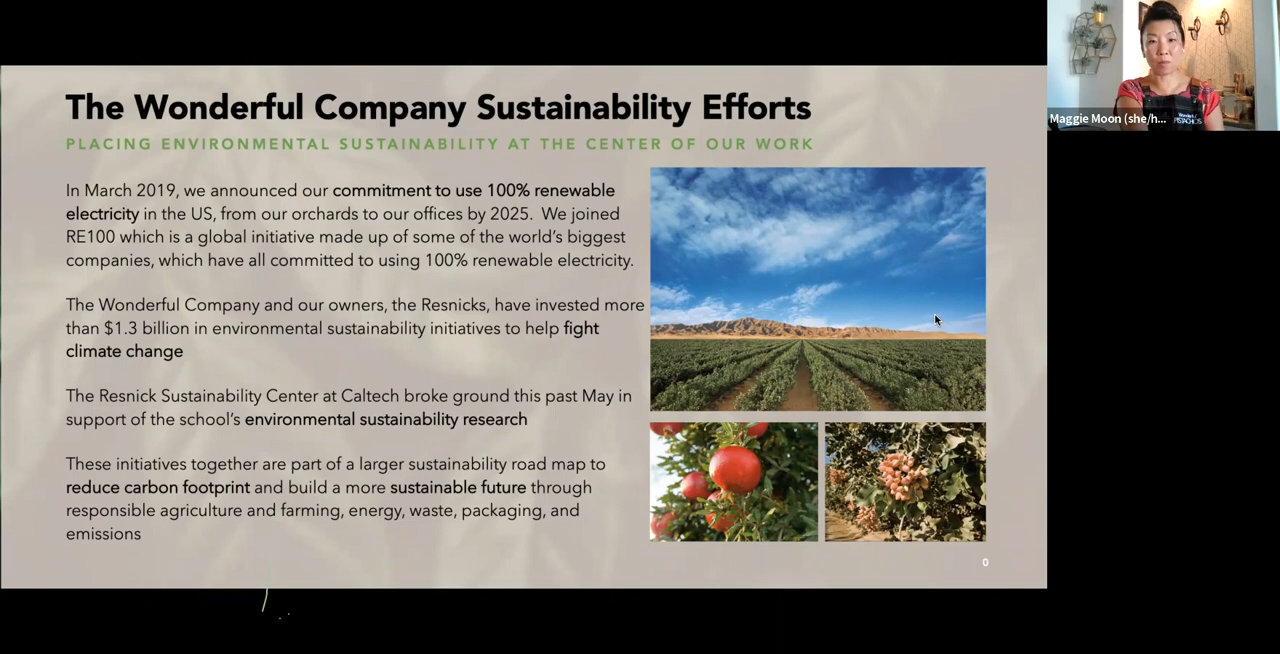 The Wonderful Company Sustainability Efforts
PLACING ENVIRONMENTAL SUSTAINABILITY AT THE CENTER OF OUR WORK
In March 2019, we announced our commitment to use 100% renewable
electricity in the US, from our orchards to our offices by 2025. We joined
RE100 which is a global initiative made up of some of the world's biggest
companies, which have all committed to using 100% renewable electricity.
The Wonderful Company and our owners, the Resnicks, have invested more
than $1.3 billion in environmental sustainability initiatives to help fight
climate change
The Resnick Sustainability Center at Caltech broke ground this past May in
support of the school's environmental sustainability research
These initiatives together are part of a larger sustainability road map to
reduce carbon footprint and build a more sustainable future through
responsible agriculture and farming, energy, waste, packaging, and
emissions
0
Maggie Moon (she/h...
Wonderful
PISTACHIOS